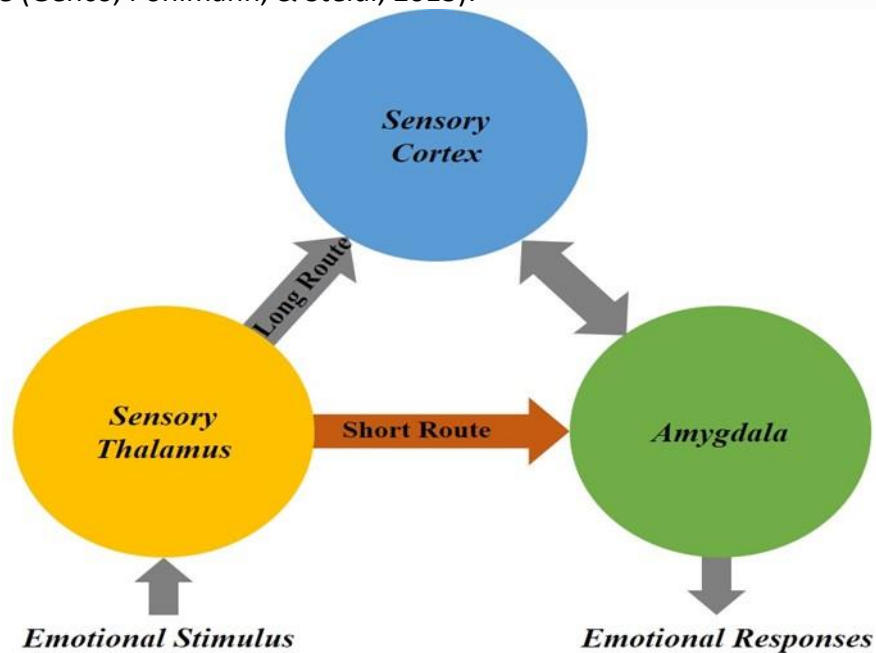 Sensory
Cortex
Long Route
Sensory
Thalamus
Short Route
Amygdala
Emotional Stimulus
Emotional Responses